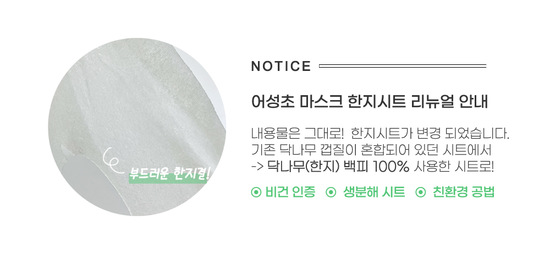 NOTICE
어성초 마스크 한지시트 리뉴얼 안내
내용물은 그대로! 한지시트가 변경 되었습니다.
기존 닥나무 껍질이 혼합되어 있던 시트에서
-> 닥나무(한지) 백피 100% 사용한 시트로!
비건 인증 생분해 시트 친환경 공법
부드러운 한지결!